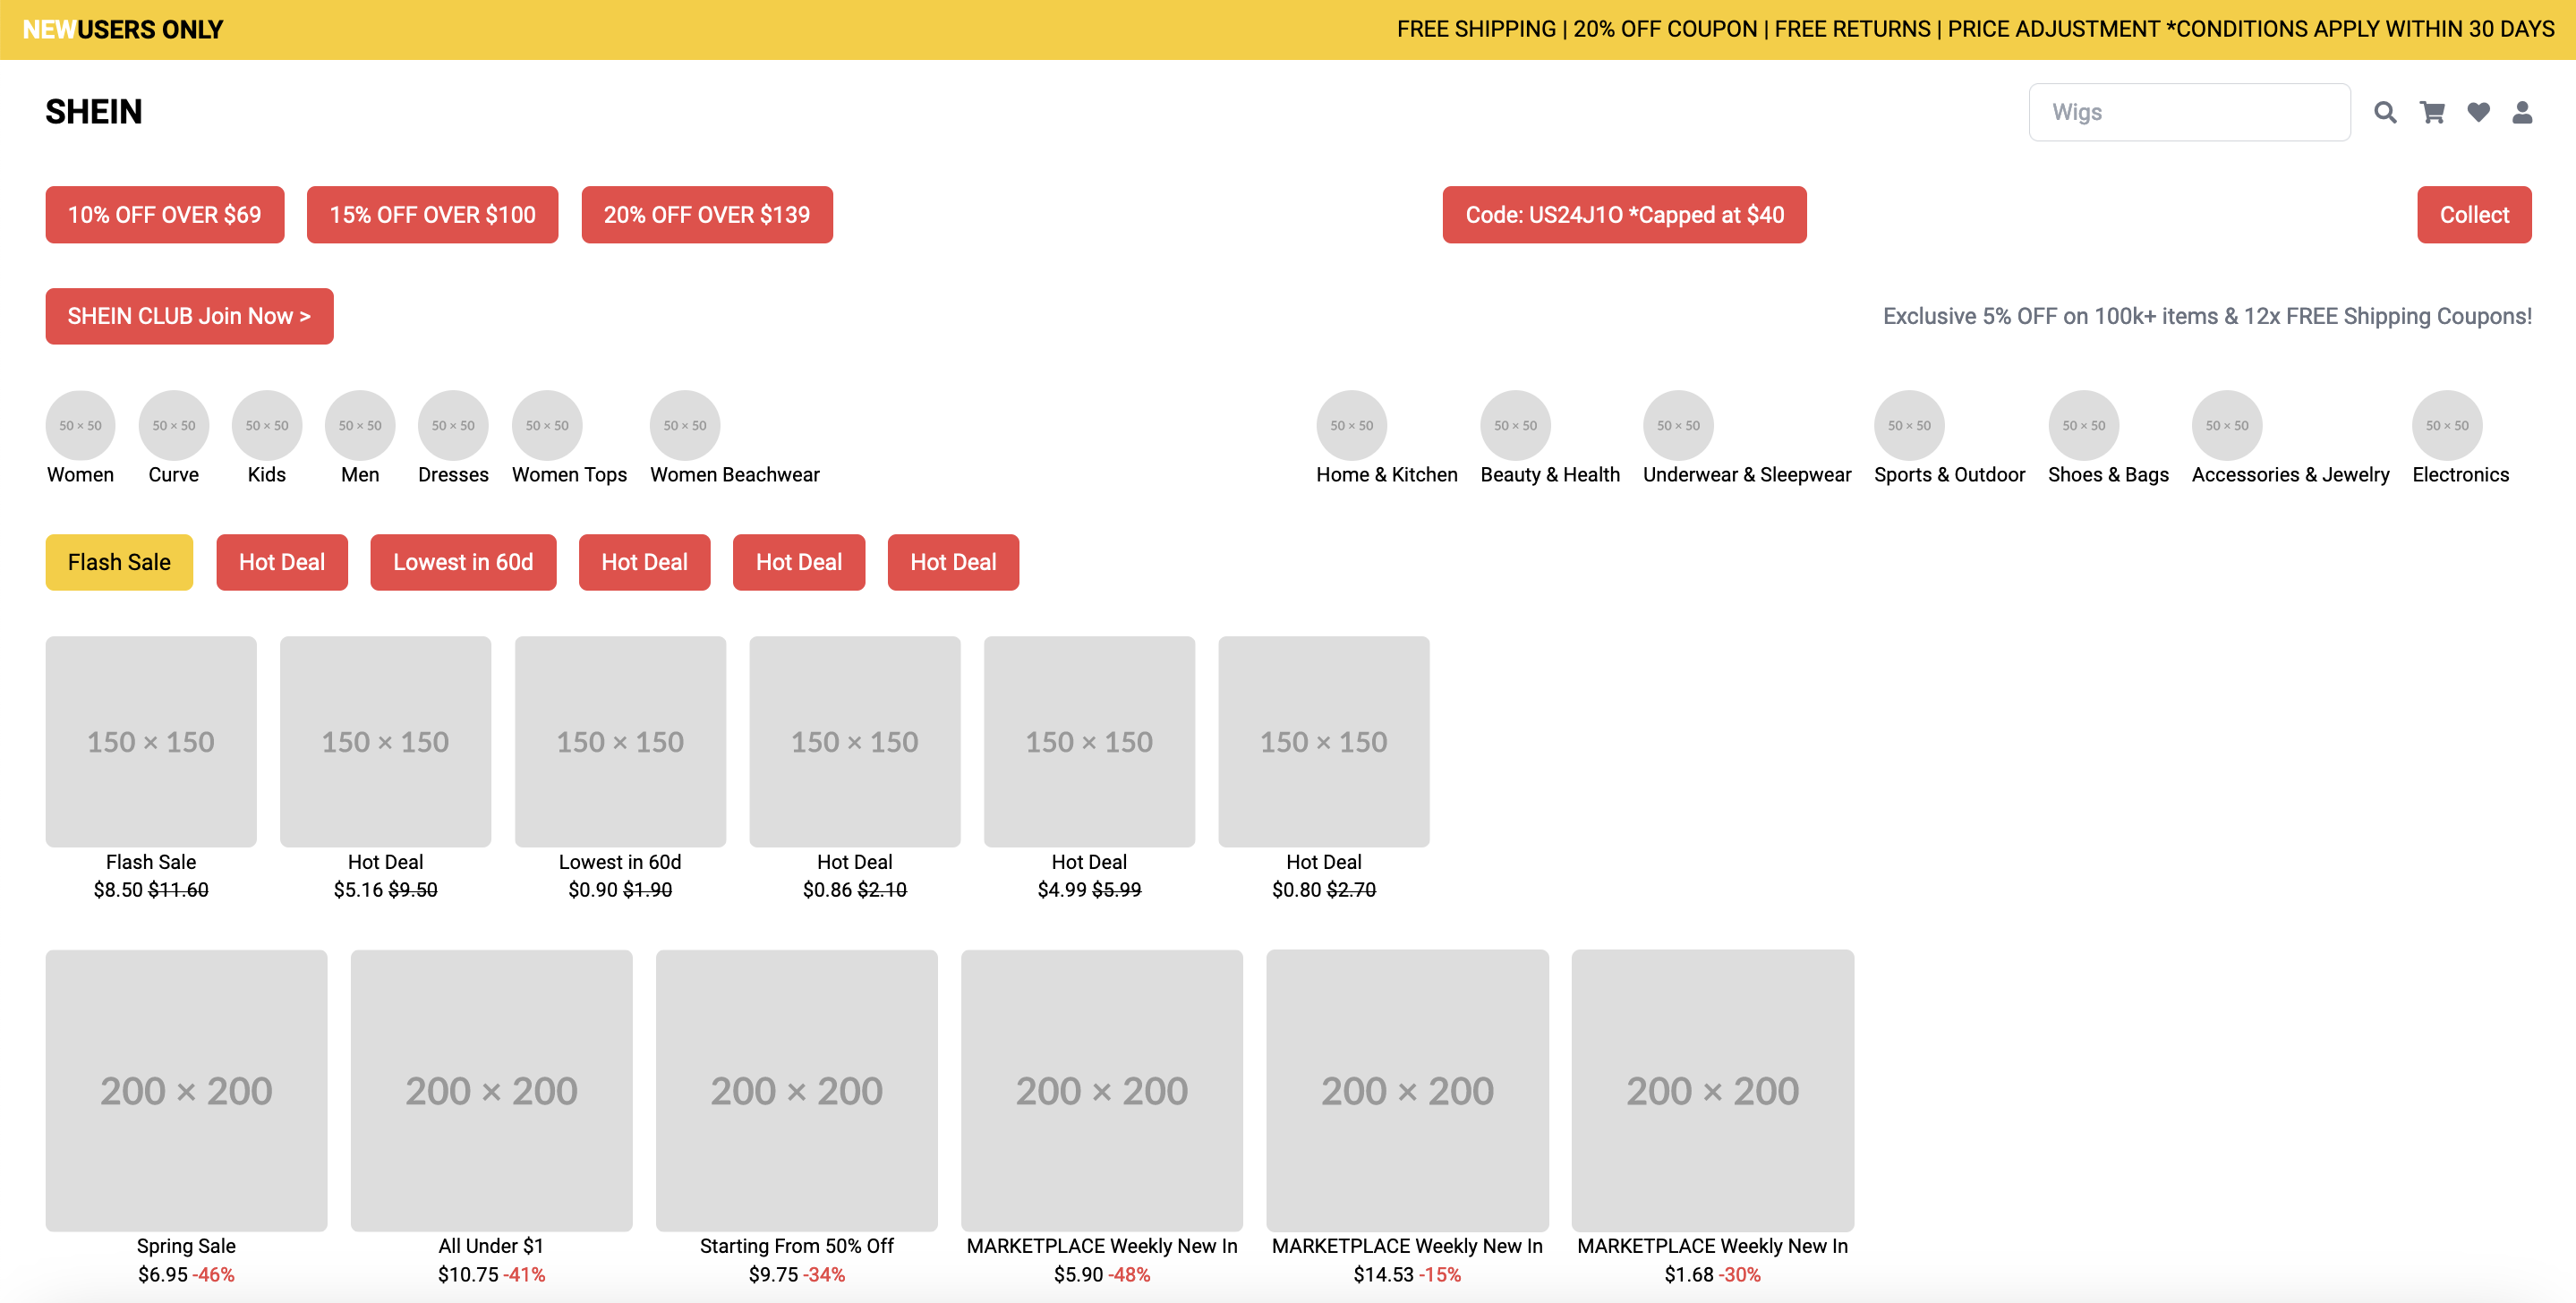 NEWUSERS ONLY
FREE SHIPPING | 20% OFF COUPON | FREE RETURNS | PRICE ADJUSTMENT *CONDITIONS APPLY WITHIN 30 DAYS
SHEIN
Wigs
10% OFF OVER $69
15% OFF OVER $100
20% OFF OVER $139
Code: US24J1O *Capped at $40
Collect
SHEIN CLUB Join Now >
Exclusive 5% OFF on 100k+ items & 12x FREE Shipping Coupons!
50 × 50
50 × 50
50 × 50
50 × 50
50 × 50
50 × 50
50 × 50
50 × 50
50 × 50
50 × 50
50 × 50
50 × 50
50 × 50
50 × 50
Women
Curve
Kids
Men
Dresses
Women Tops
Women Beachwear
Home & Kitchen
Beauty & Health
Underwear & Sleepwear
Sports & Outdoor
Shoes & Bags
Accessories & Jewelry
Electronics
Flash Sale
Hot Deal
Lowest in 60d
Hot Deal
Hot Deal
Hot Deal
150 × 150
150 × 150
150 × 150
150 × 150
150 × 150
150 × 150
Flash Sale
$8.50 $11.60
Hot Deal
$5.16 $9.50
Lowest in 60d
$0.90 $1.90
Hot Deal
$0.86 $2.10
Hot Deal
$4.99 $5.99
Hot Deal
$0.80 $2.70
200 × 200
200 × 200
200 × 200
200 × 200
200 × 200
200 × 200
Spring Sale
$6.95 -46%
All Under $1
$10.75 -41%
Starting From 50% Off
$9.75 -34%
MARKETPLACE Weekly New In
$5.90 -48%
MARKETPLACE Weekly New In
$14.53 -15%
MARKETPLACE Weekly New In
$1.68 -30%